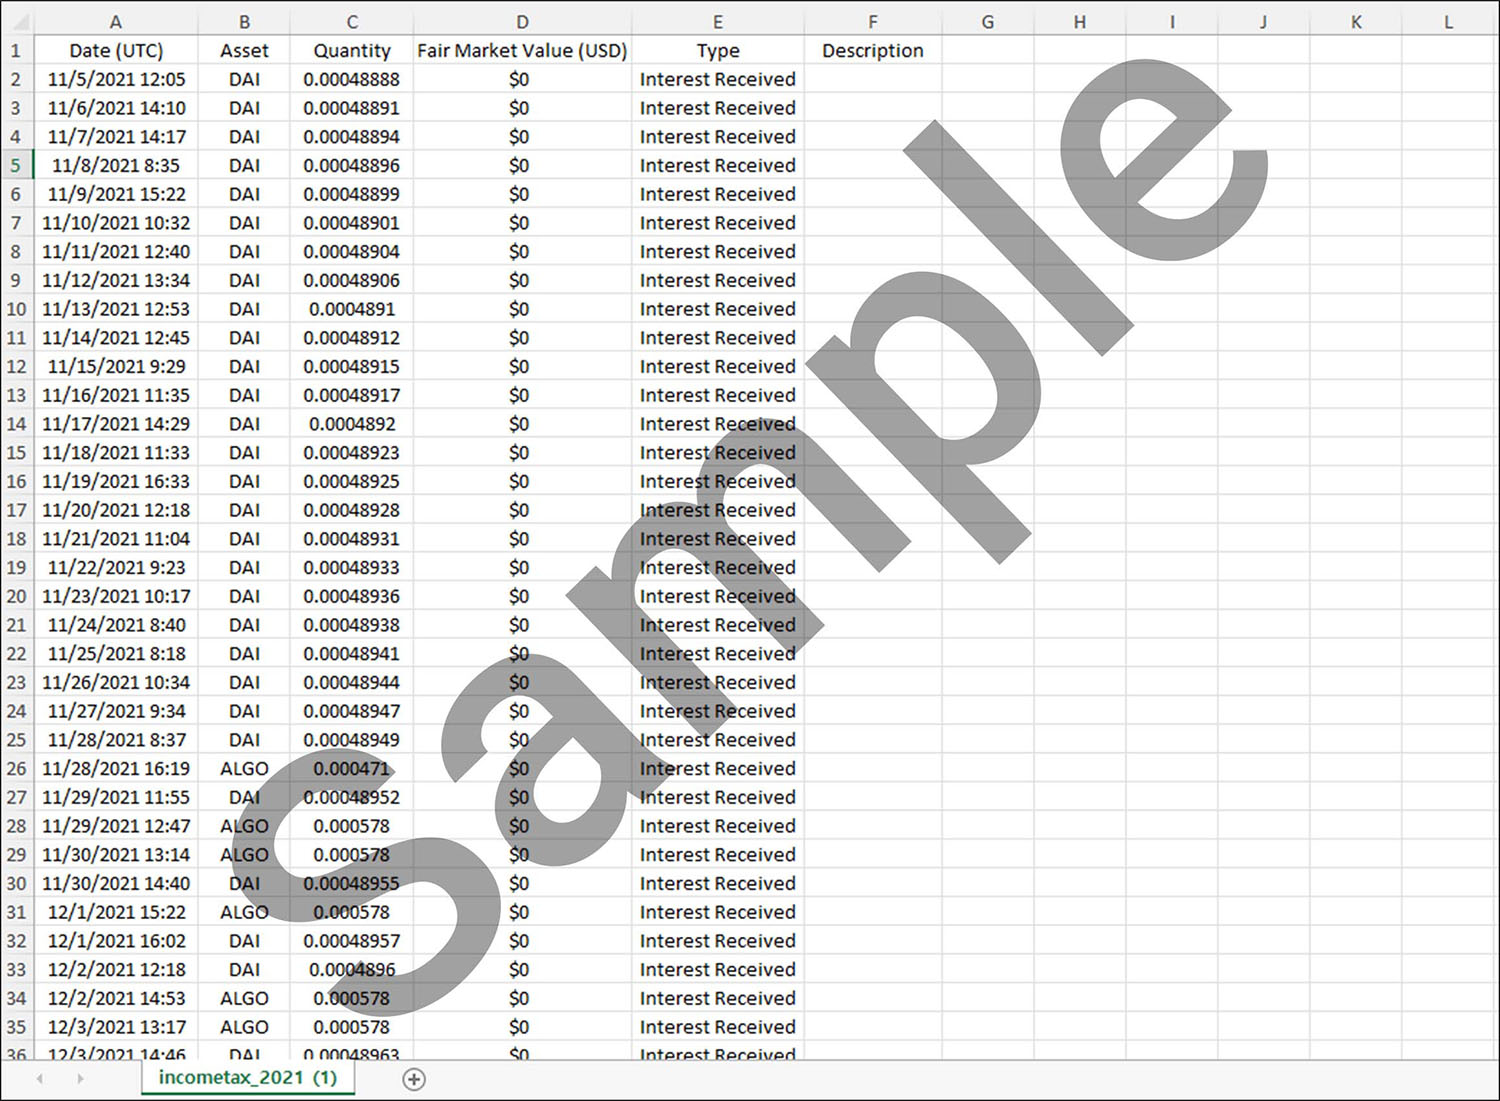 A B C D E F G H I J K L
1 Date (UTC) Asset Quantity Fair Market Value (USD) Type Description
2 11/5/2021 12:05 DAI 0.00048888 $0 Interest Received
3 11/6/2021 14:10 DAI 0.00048891 $0 Interest Received
4 11/7/2021 14:17 DAI 0.00048894 $0 Interest Received
5 11/8/2021 8:35 DAI 0.00048896 $0 Interest Received
6 11/9/2021 15:22 DAI 0.00048899 $0 Interest Received
7 11/10/2021 10:32 DAI 0.00048901 $0 Interest Received
8 11/11/2021 12:40 DAI 0.00048904 $0 Interest Received
9 11/12/2021 13:34 DAI 0.00048906 $0 Interest Received
10 11/13/2021 12:53 DAI 0.0004891 $0 Interest Received
11 11/14/2021 12:45 DAI 0.00048912 $0 Interest Received
12 11/15/2021 9:29 DAI 0.00048915 $0 Interest Received
13 11/16/2021 11:35 DAI 0.00048917 $0 Interest Received
14 11/17/2021 14:29 DAI 0.0004892 $0 Interest Received
15 11/18/2021 11:33 DAI 0.00048923 $0 Interest Received
16 11/19/2021 16:33 DAI 0.00048925 $0 Interest Received
17 11/20/2021 12:18 DAI 0.00048928 $0 Interest Received
18 11/21/2021 11:04 DAI 0.00048931 $0 Interest Received
19 11/22/2021 9:23 DAI 0.00048933 $0 Interest Received
20 11/23/2021 10:17 DAI 0.00048936 $0 Interest Received
21 11/24/2021 8:40 DAI 0.00048938 $0 Interest Received
22 11/25/2021 8:18 DAI 0.00048941 $0 Interest Received
23 11/26/2021 10:34 DAI 0.00048944 $0 Interest Received
24 11/27/2021 9:34 DAI 0.00048947 $0 Interest Received
25 11/28/2021 8:37 DAI 0.00048949 $0 Interest Received
26 11/28/2021 16:19 ALGO 0.000471 $0 Interest Received
27 11/29/2021 11:55 DAI 0.00048952 $0 Interest Received
28 11/29/2021 12:47 ALGO 0.000578 $0 Interest Received
29 11/30/2021 13:14 ALGO 0.000578 $0 Interest Received
30 11/30/2021 14:40 DAI 0.00048955 $0 Interest Received
31 12/1/2021 15:22 ALGO 0.000578 $0 Interest Received
32 12/1/2021 16:02 DAI 0.00048957 $0 Interest Received
33 12/2/2021 12:18 DAI 0.0004896 $0 Interest Received
34 12/2/2021 14:53 ALGO 0.000578 $0 Interest Received
35 12/3/2021 13:17 ALGO 0.000578 $0 Interest Received
36 12/3/2021 14:46 DAI 0.00048963 $0 Interest Received
incometax_2021 (1)
Sample